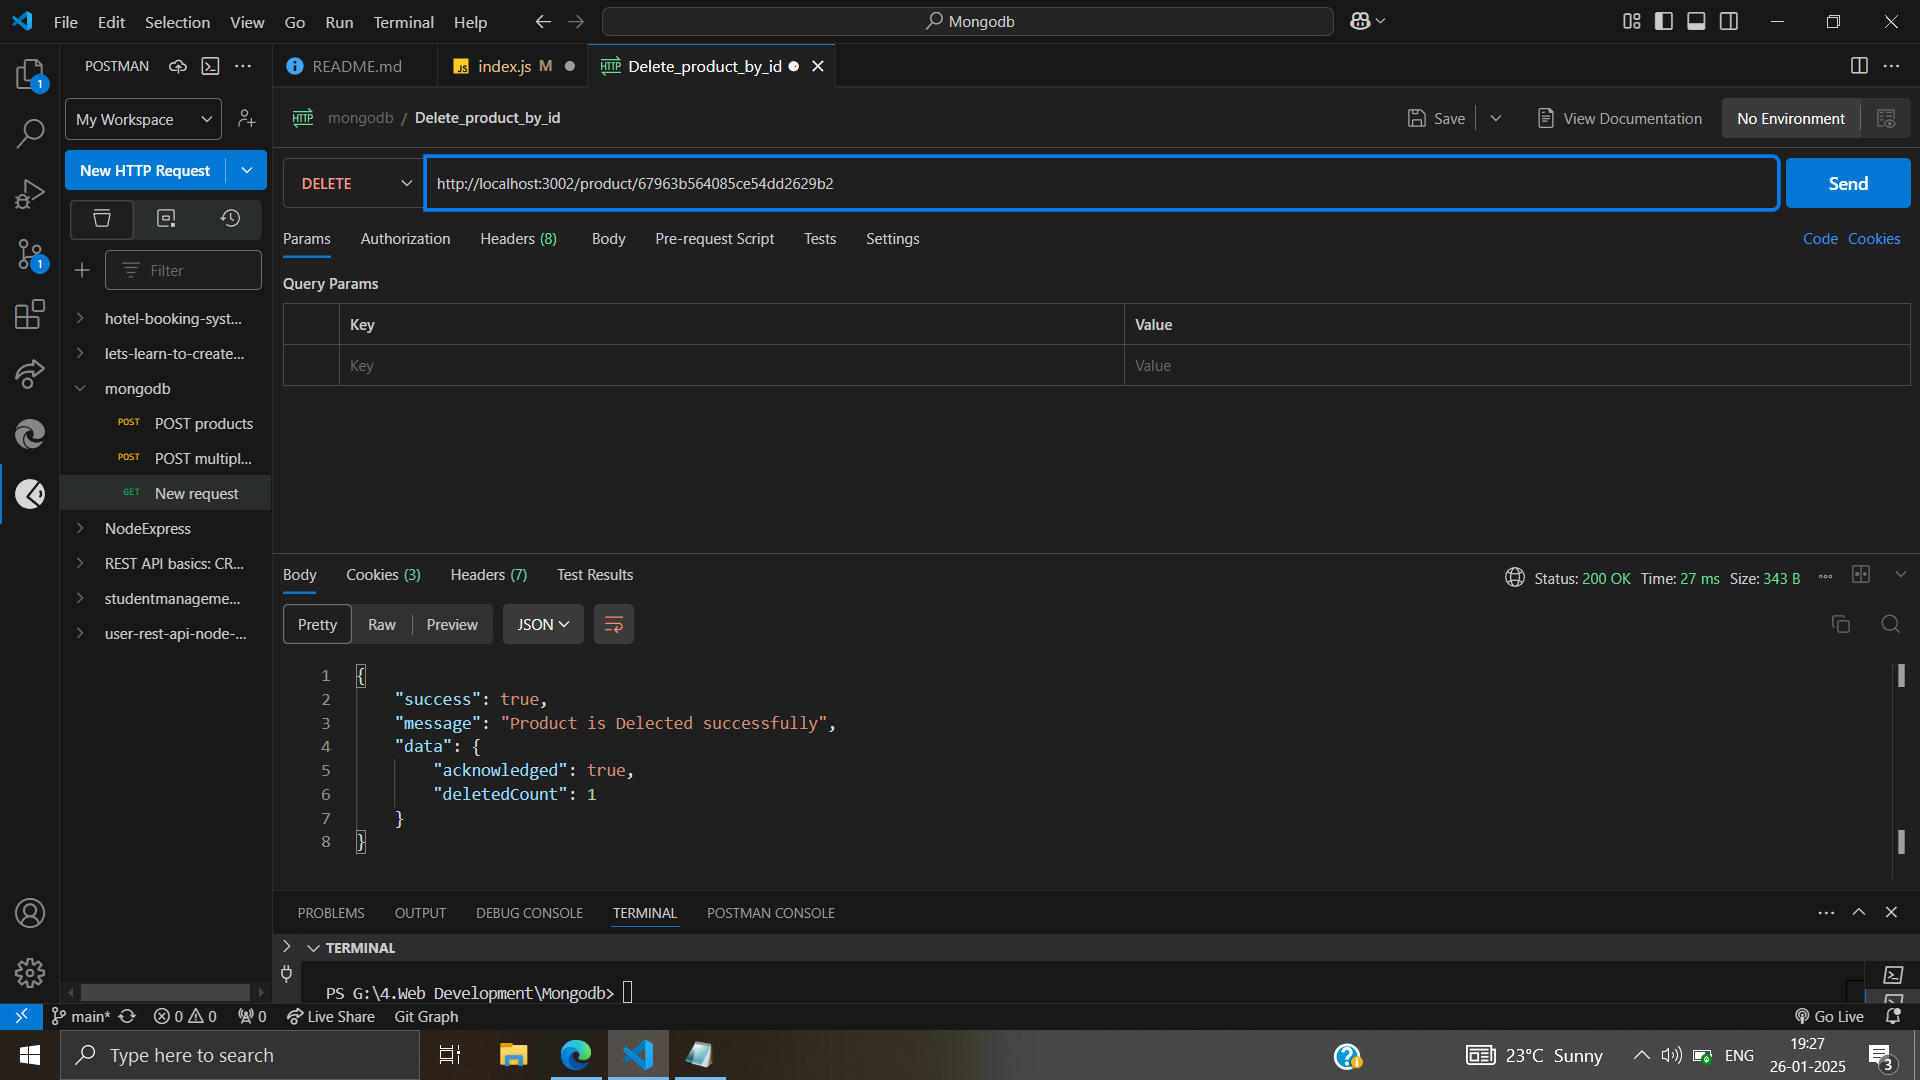 File Edit Selection View Go Run Terminal Help
Mongodb
POSTMAN
README.md
JS index.js M
HTTP Delete_product_by_id
1
My Workspace
HTTP mongodb / Delete_product_by_id
Save
View Documentation
No Environment
New HTTP Request
DELETE
http://localhost:3002/product/67963b564085ce54dd2629b2
Send
Params Authorization Headers (8) Body Pre-request Script Tests Settings
Code Cookies
1
Filter
Query Params
Key Value
Key Value
hotel-booking-syst...
lets-learn-to-create...
mongodb
POST POST products
POST POST multipl...
GET New request
NodeExpress
REST API basics: CR...
studentmanageme...
user-rest-api-node-...
Body Cookies (3) Headers (7) Test Results
Status: 200 OK Time: 27 ms Size: 343 B
Pretty Raw Preview JSON
1 {
2 "success": true,
3 "message": "Product is Delected successfully",
4 "data": {
5 "acknowledged": true,
6 "deletedCount": 1
7 }
8 }
PROBLEMS OUTPUT DEBUG CONSOLE TERMINAL POSTMAN CONSOLE
TERMINAL
PS G:\4.Web Development\Mongodb>
main* 0 0 0 Live Share Git Graph
Go Live
Type here to search
23°C Sunny
ENG
19:27
26-01-2025
3